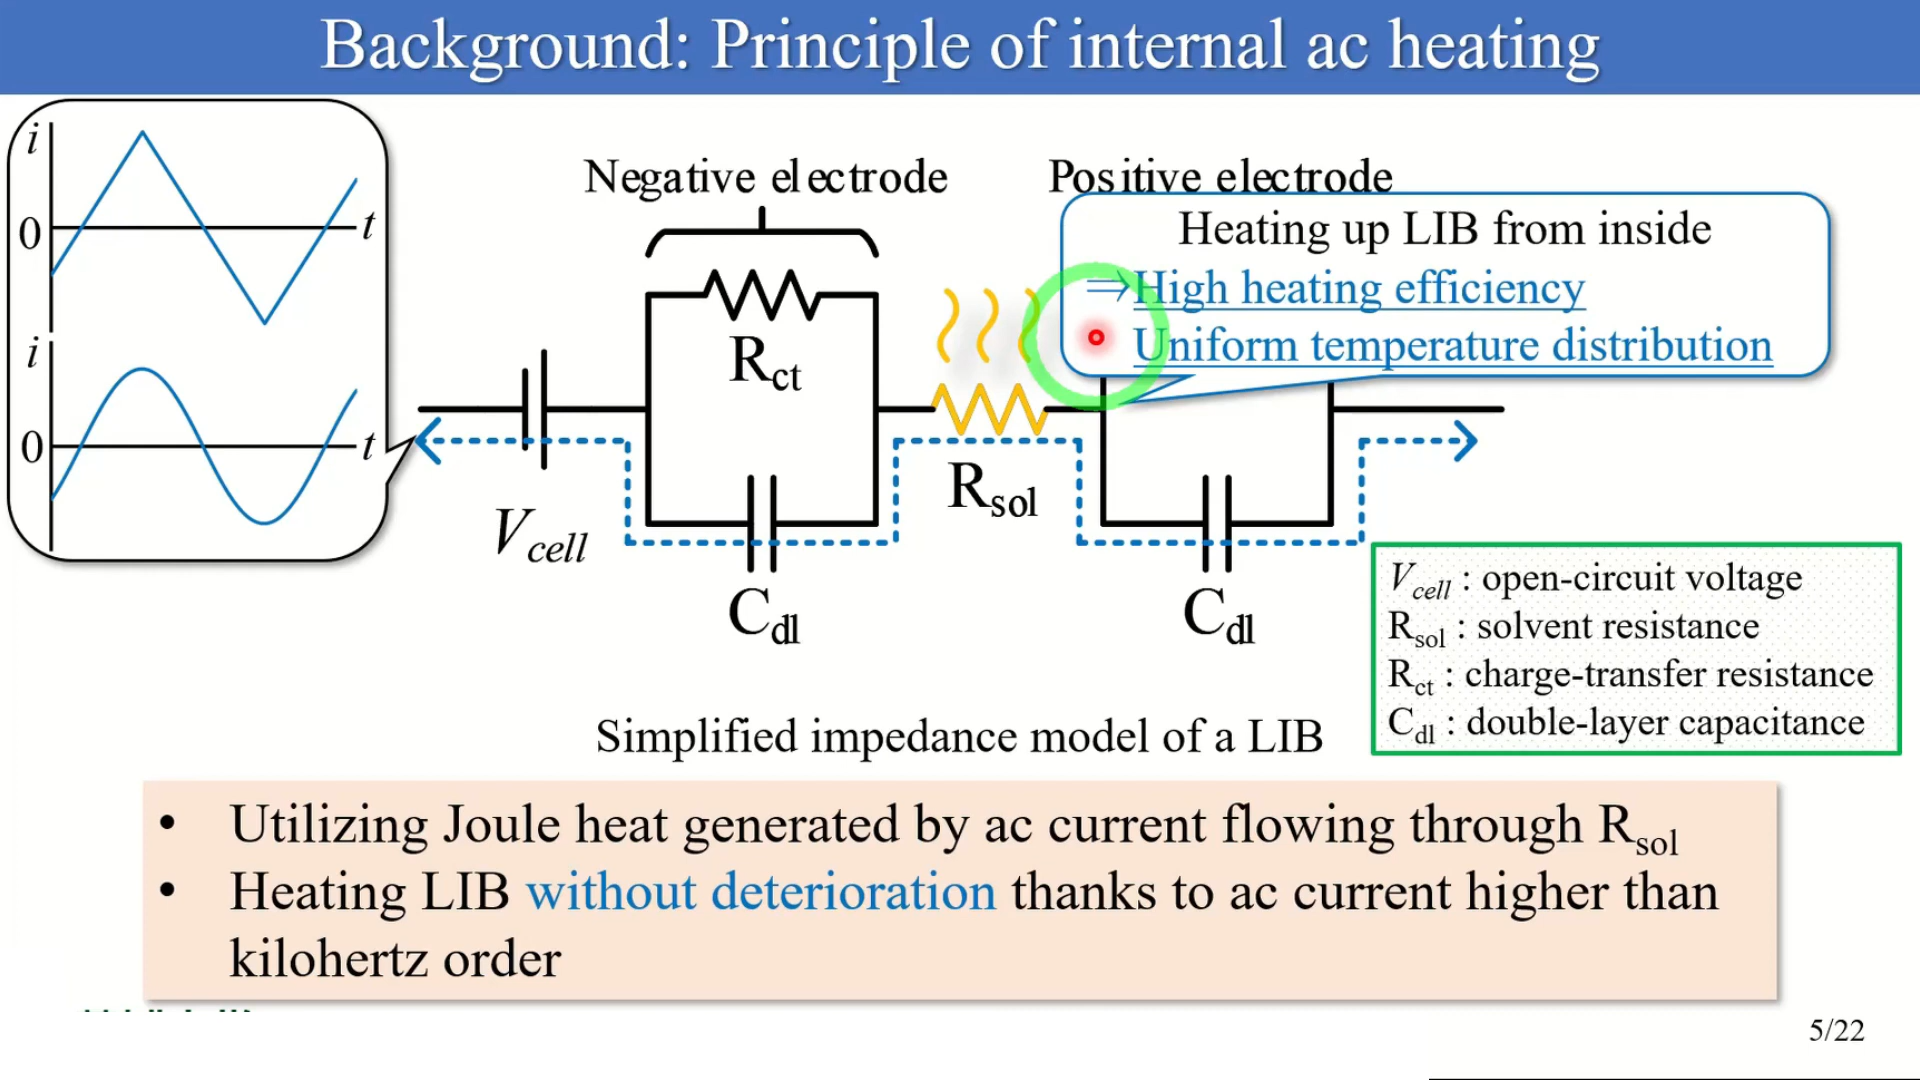 Background: Principle of internal ac heating
i
0
t
i
0
t
Negative electrode
Positive electrode
Heating up LIB from inside
⇒High heating efficiency
Uniform temperature distribution
R_ct
V_cell
R_sol
C_dl
C_dl
V_cell : open-circuit voltage
R_sol : solvent resistance
R_ct : charge-transfer resistance
C_dl : double-layer capacitance
Simplified impedance model of a LIB
• Utilizing Joule heat generated by ac current flowing through R_sol
• Heating LIB without deterioration thanks to ac current higher than
kilohertz order
5/22